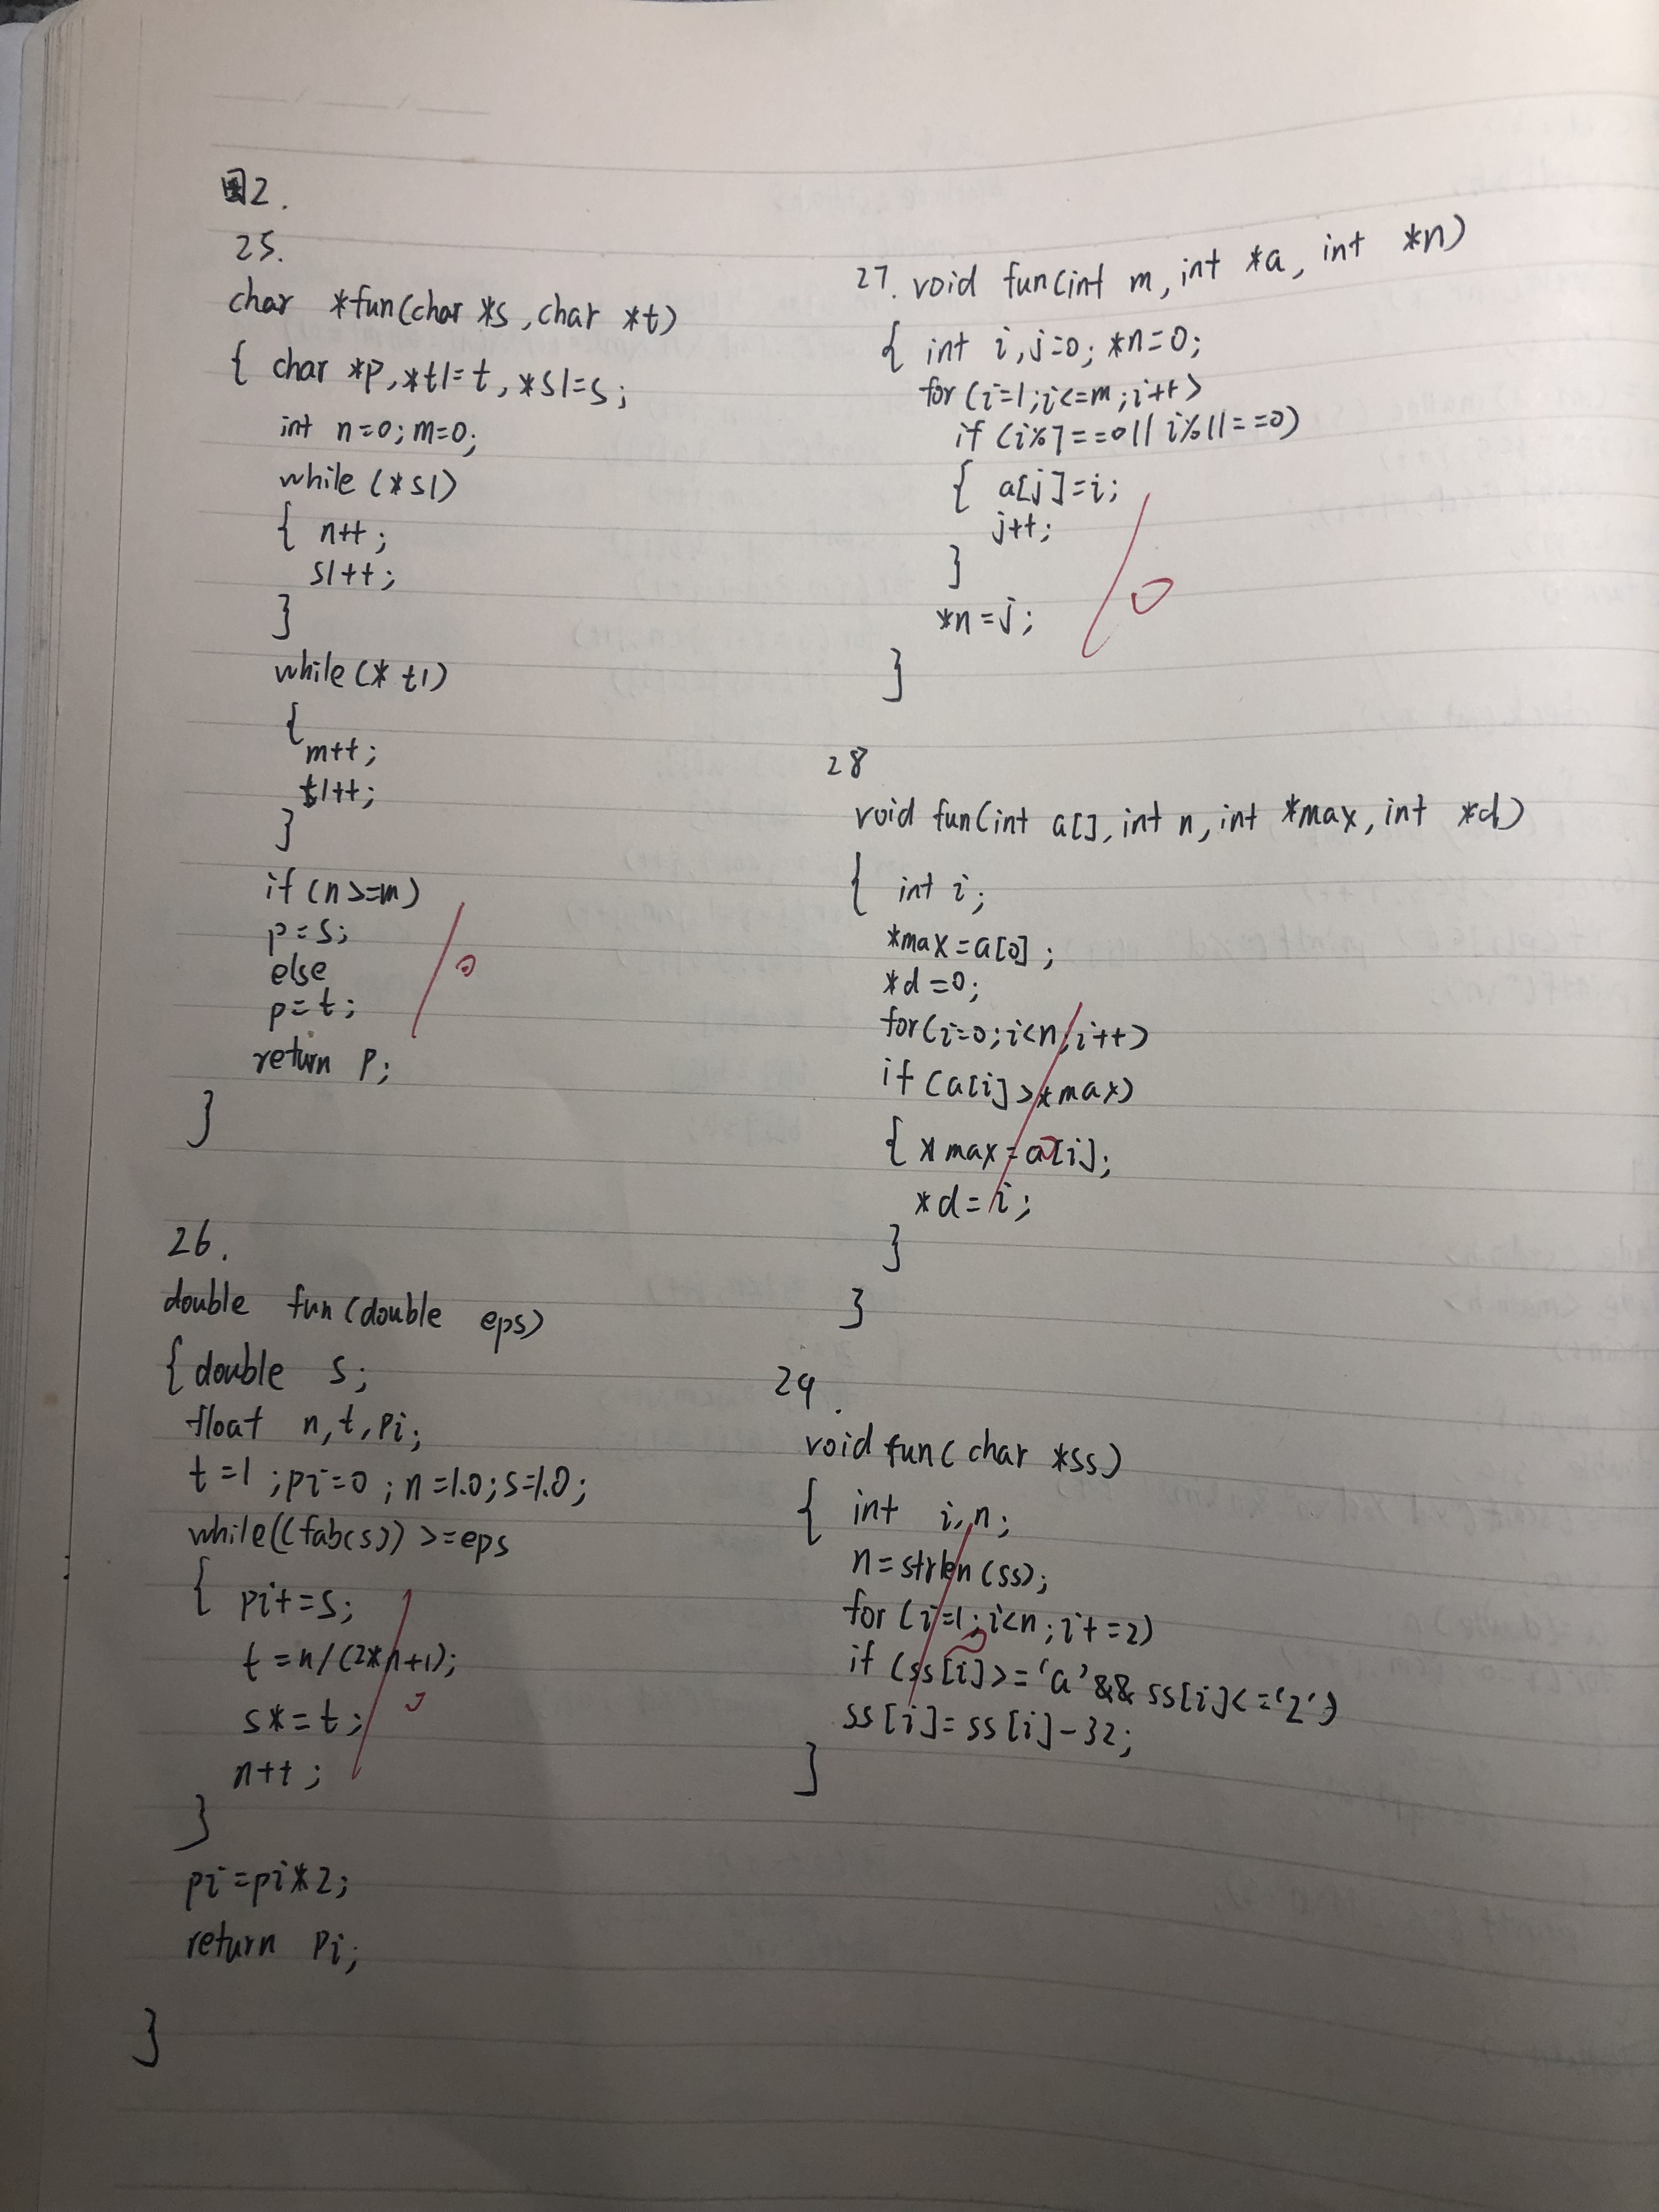 2.
25.
char *fun(char *s, char *t)
{ char *p, *t1=t, *s1=s;
int n=0; m=0;
while (*s1)
{ n++;
s1++;
}
while (* t1)
{
m++;
t1++;
}
if (n>=m)
p=s;
else
p=t;
return p;
}
26.
double fun(double eps)
{ double s;
float n, t, pi;
t=1; pi=0; n=1.0; s=1.0;
while((fab(s)) >=eps
{ pi+=s;
t=n/(2*n+1);
s*=t;
n++;
}
pi=pi*2;
return pi;
}
27. void fun(int m, int *a, int *n)
{ int i, j=0; *n=0;
for (i=1; i<=m; i++)
if (i%7==0 || i%11==0)
{ a[j]=i;
j++;
}
*n=j;
}
28
void fun(int a[], int n, int *max, int *d)
{ int i;
*max=a[0];
*d=0;
for(i=0; i<n; i++)
if (a[i]>*max)
{ *max=a[i];
*d=i;
}
}
29.
void fun( char *ss)
{ int i, n;
n=strlen(ss);
for (i=1; i<n; i+=2)
if (ss[i]>='a' && ss[i]<='z')
ss[i]=ss[i]-32;
}